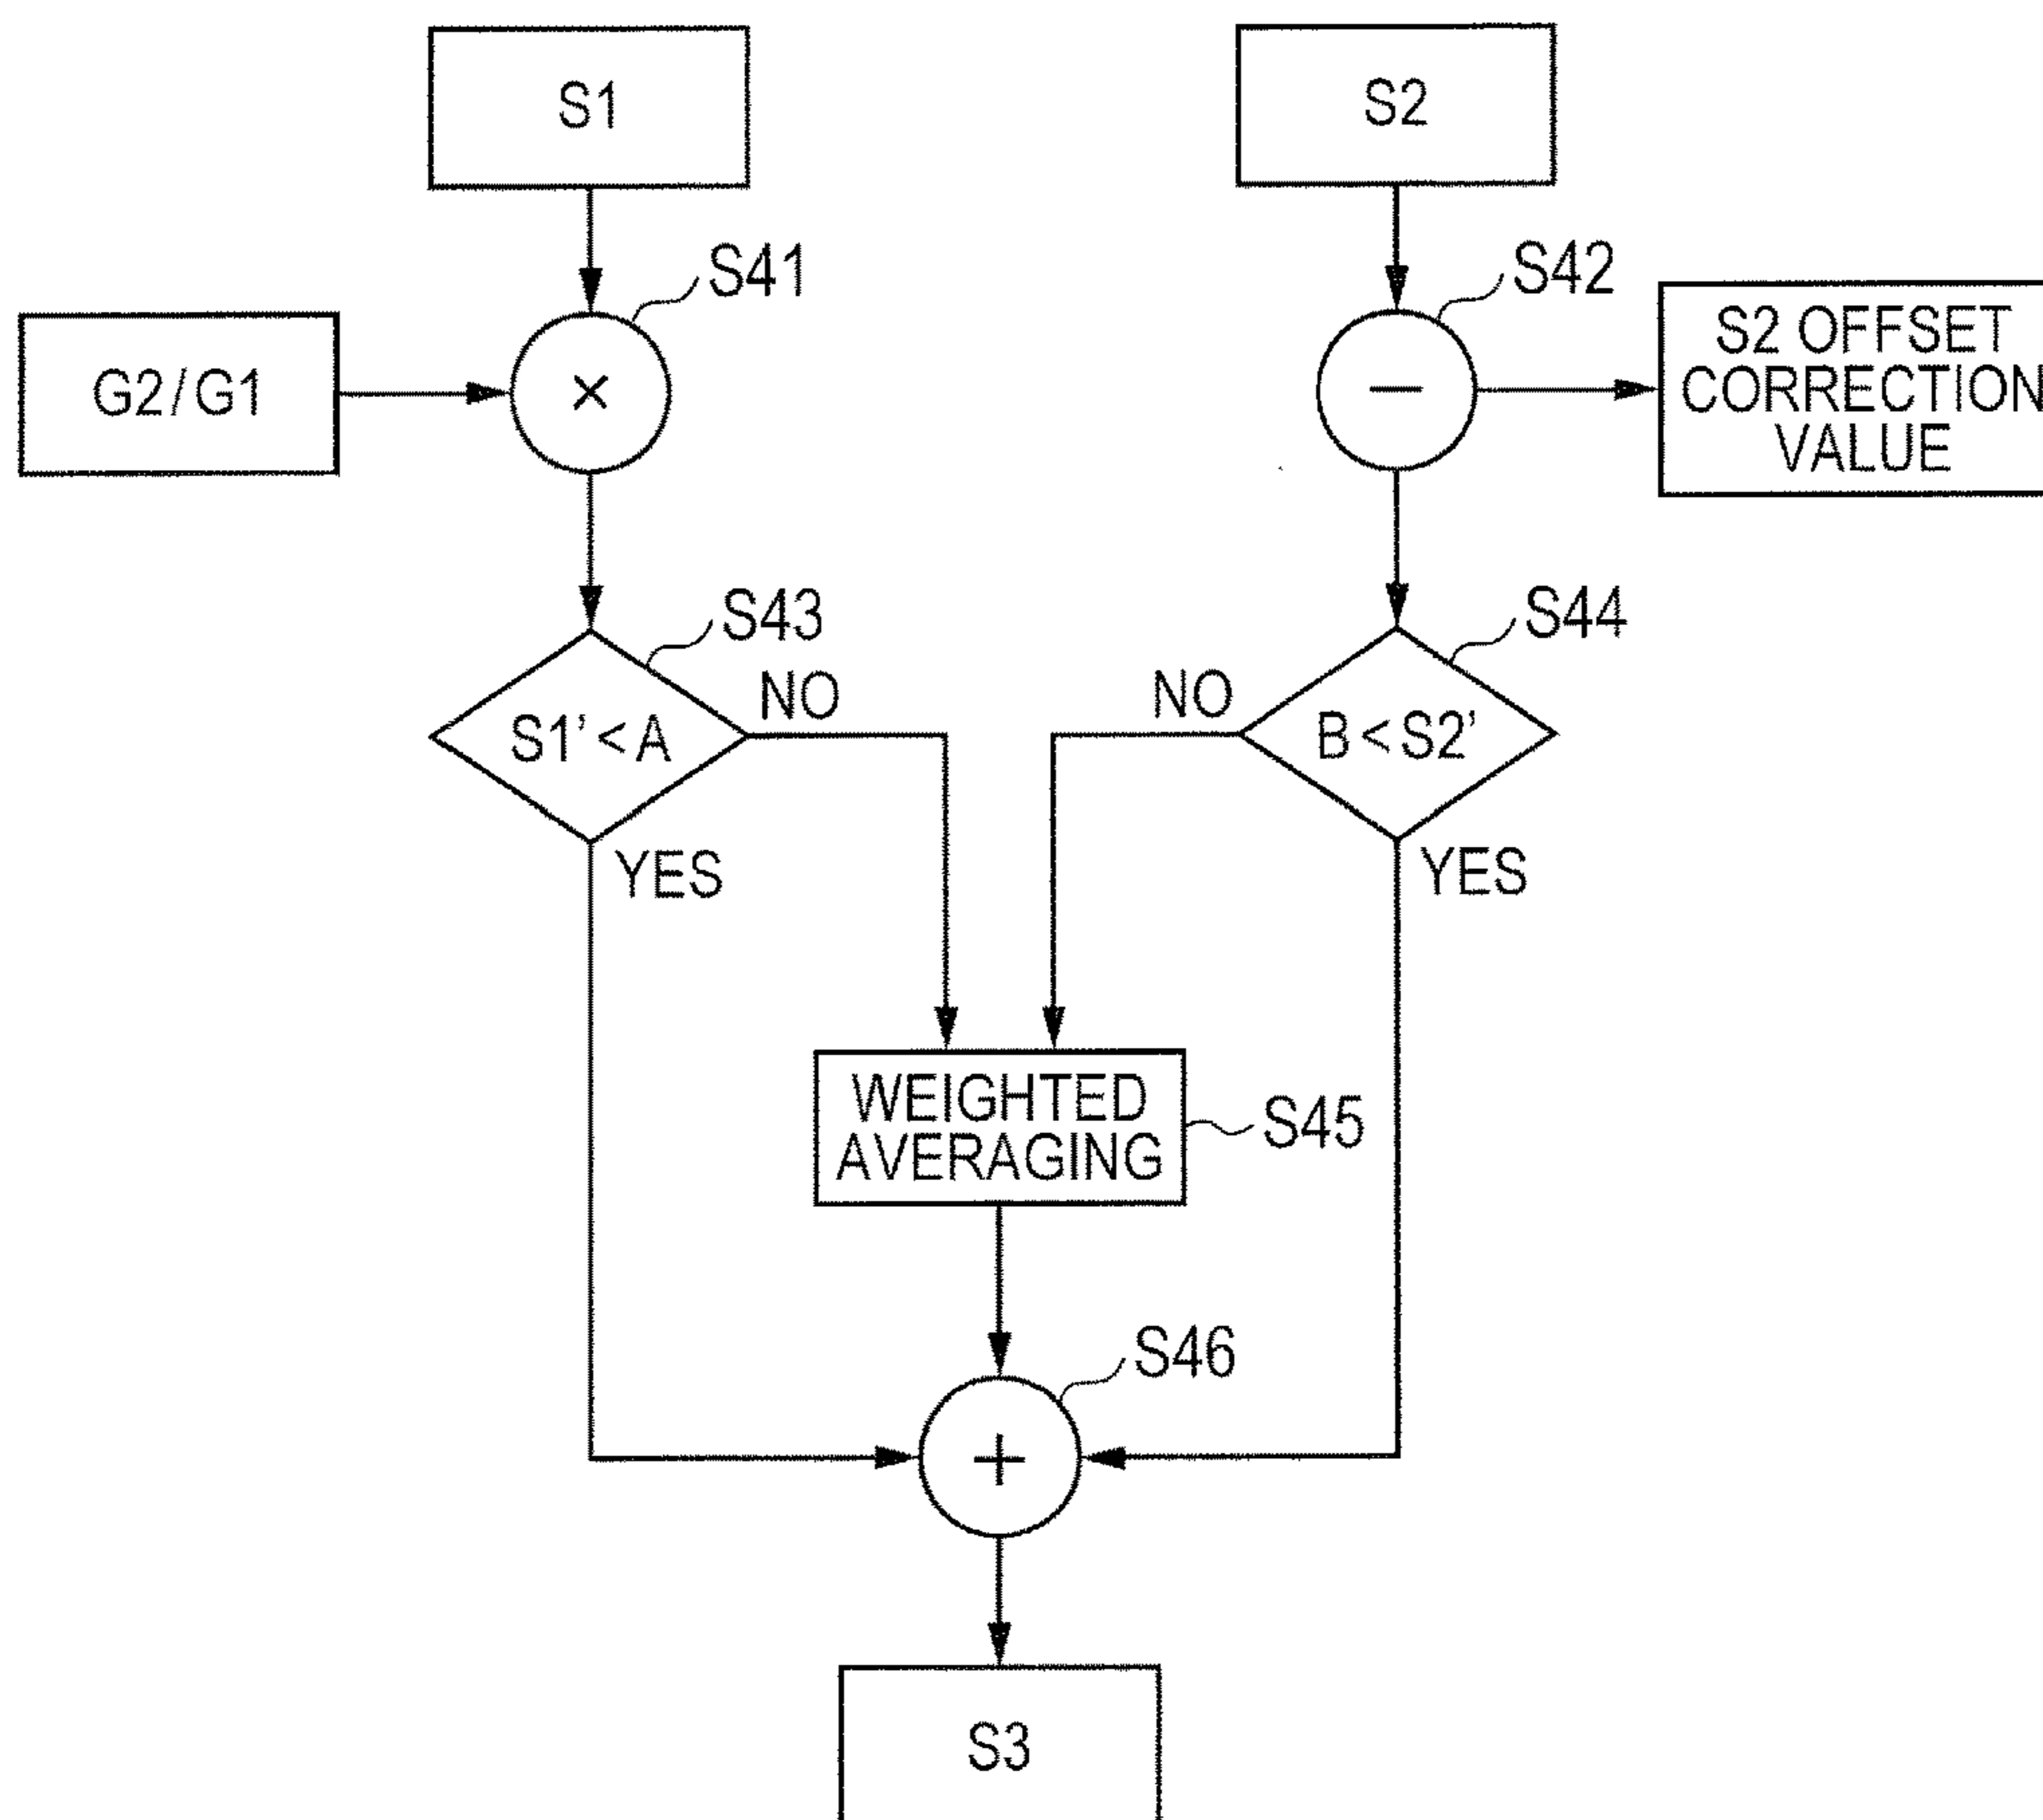 S1
S2
S41
S42
G2/G1
×
−
S2 OFFSET
CORRECTION
VALUE
S43
S44
NO
NO
S1' < A
B < S2'
YES
YES
WEIGHTED
AVERAGING
S45
S46
+
S3